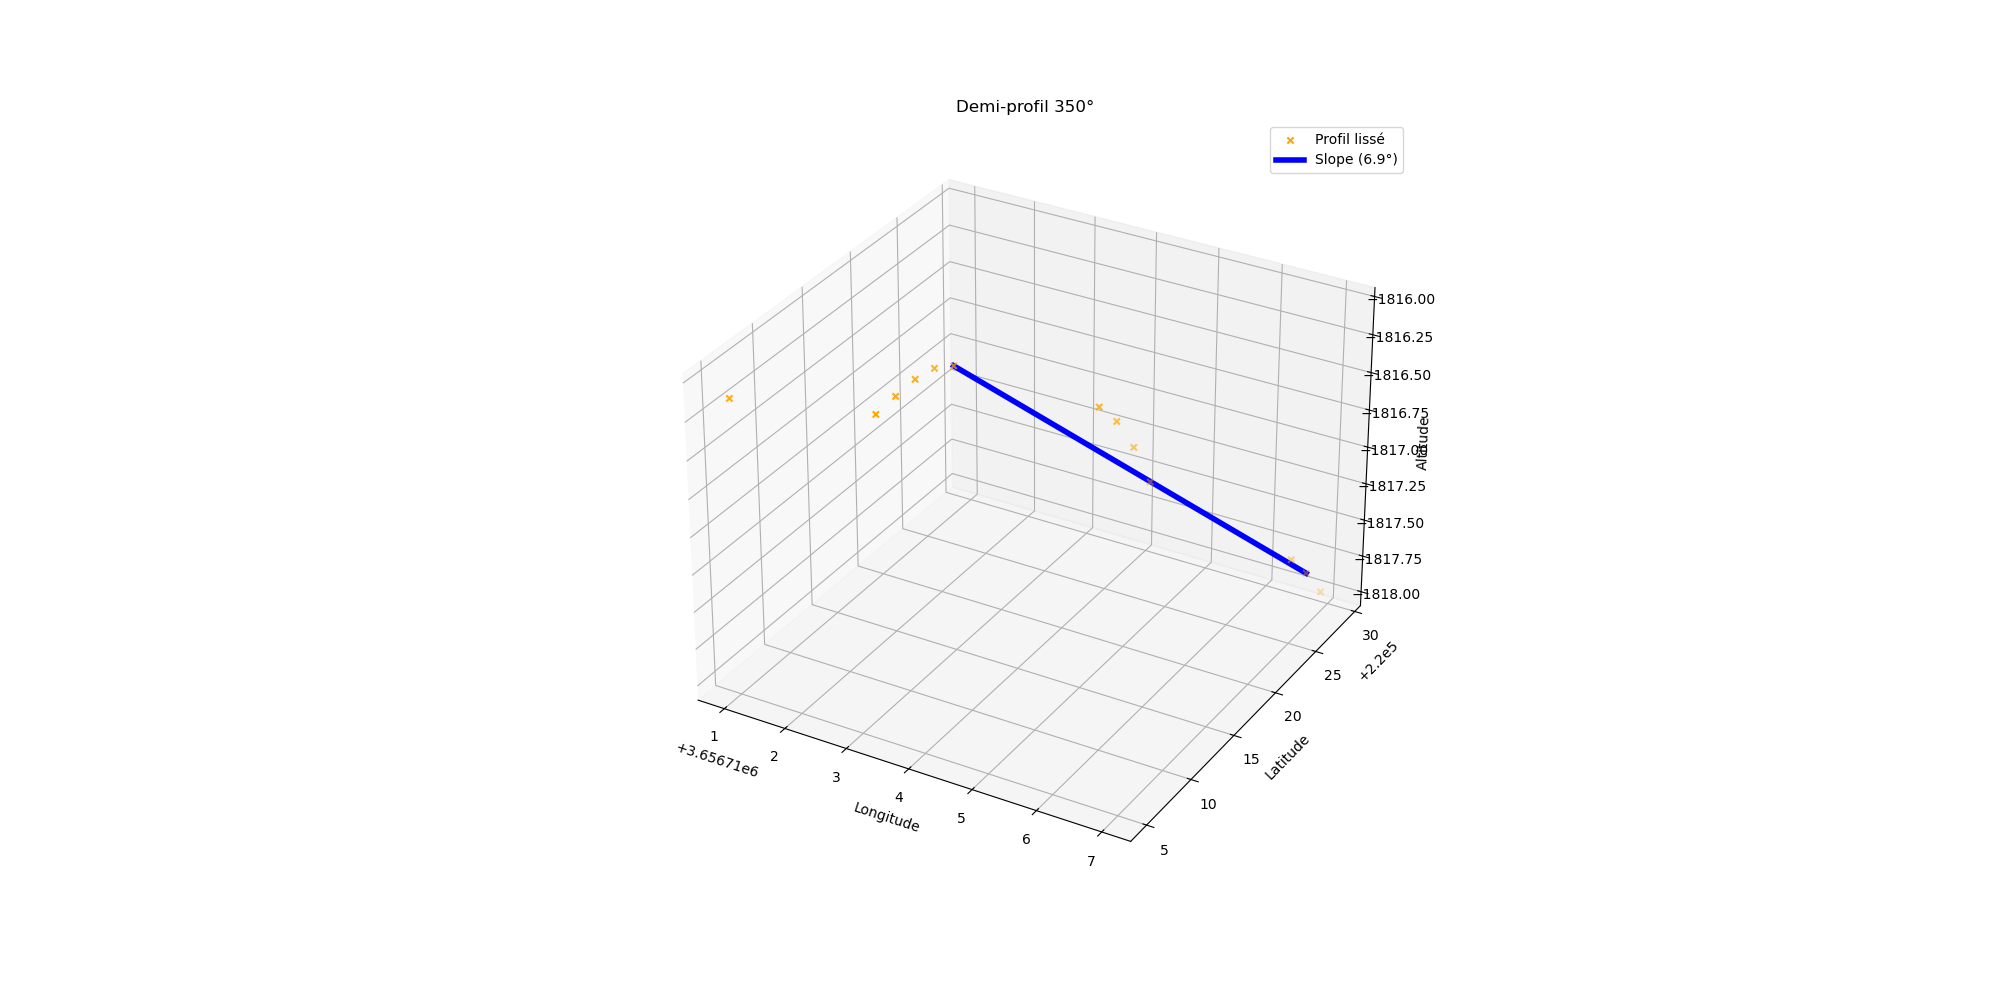 Demi-profil 350°
Profil lissé
Slope (6.9°)
−1816.00
−1816.25
−1816.50
−1816.75
−1817.00
−1817.25
−1817.50
−1817.75
−1818.00
Altitude
30
25
20
15
10
5
+2.2e5
Latitude
1
2
3
4
5
6
7
+3.65671e6
Longitude